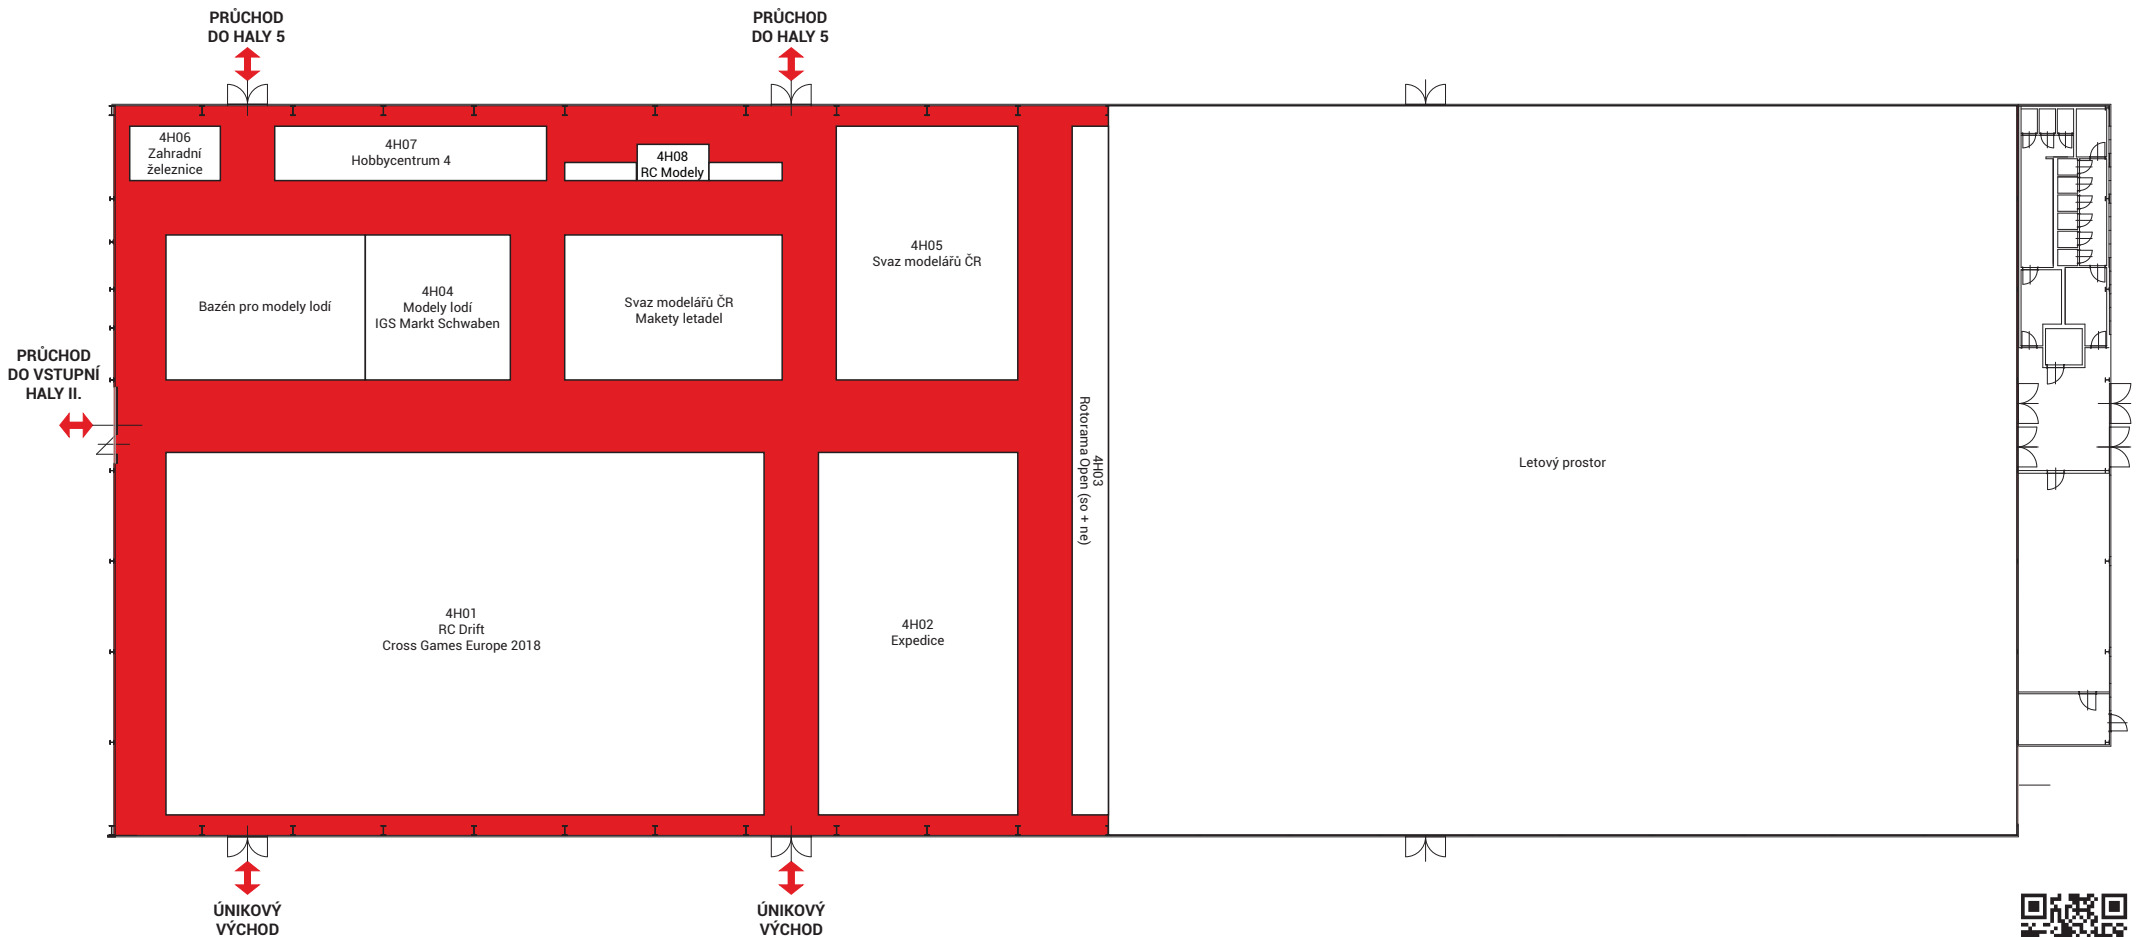 PRŮCHOD
DO HALY 5
PRŮCHOD
DO HALY 5
4H06
Zahradní
železnice
4H07
Hobbycentrum 4
4H08
RC Modely
4H05
Svaz modelářů ČR
Bazén pro modely lodí
4H04
Modely lodí
IGS Markt Schwaben
Svaz modelářů ČR
Makety letadel
PRŮCHOD
DO VSTUPNÍ
HALY II.
4H03
Rotorama Open (so + ne)
Letový prostor
4H01
RC Drift
Cross Games Europe 2018
4H02
Expedice
ÚNIKOVÝ
VÝCHOD
ÚNIKOVÝ
VÝCHOD